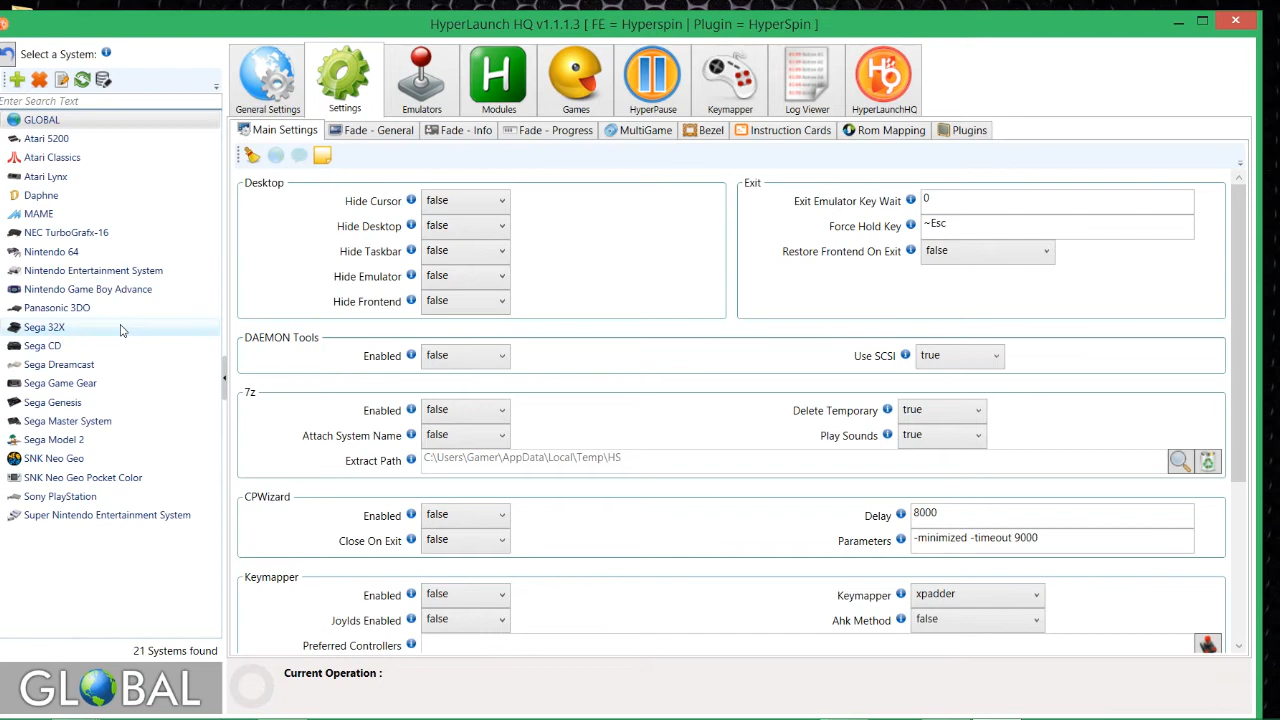 HyperLaunch HQ v1.1.1.3 [ FE = Hyperspin | Plugin = HyperSpin ]
Select a System:
Enter Search Text
GLOBAL
Atari 5200
Atari Classics
Atari Lynx
Daphne
MAME
NEC TurboGrafx-16
Nintendo 64
Nintendo Entertainment System
Nintendo Game Boy Advance
Panasonic 3DO
Sega 32X
Sega CD
Sega Dreamcast
Sega Game Gear
Sega Genesis
Sega Master System
Sega Model 2
SNK Neo Geo
SNK Neo Geo Pocket Color
Sony PlayStation
Super Nintendo Entertainment System
21 Systems found
GLOBAL
General Settings
Settings
Emulators
H
Modules
Games
HyperPause
Keymapper
Log Viewer
HQ
HyperLaunchHQ
Main Settings
Fade - General
Fade - Info
Fade - Progress
MultiGame
Bezel
Instruction Cards
Rom Mapping
Plugins
Desktop
Hide Cursor false
Hide Desktop false
Hide Taskbar false
Hide Emulator false
Hide Frontend false
Exit
Exit Emulator Key Wait 0
Force Hold Key ~Esc
Restore Frontend On Exit false
DAEMON Tools
Enabled false
Use SCSI true
7z
Enabled false
Delete Temporary true
Attach System Name false
Play Sounds true
Extract Path C:\Users\Gamer\AppData\Local\Temp\HS
CPWizard
Enabled false
Delay 8000
Close On Exit false
Parameters -minimized -timeout 9000
Keymapper
Enabled false
Keymapper xpadder
JoyIds Enabled false
Ahk Method false
Preferred Controllers
Current Operation :